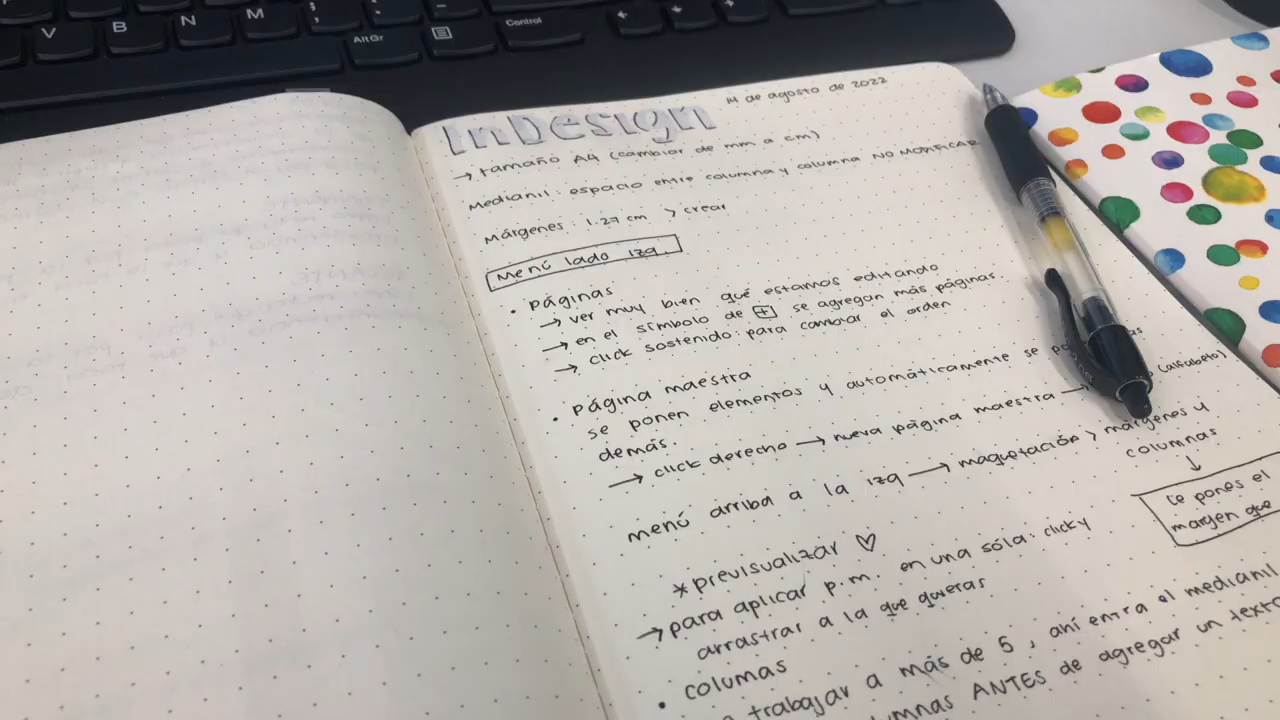 V
B
N
M
;
,
:
.
-
AltGr
Control
14 de agosto de 2022
InDesign
→ tamaño A4 (cambiar de mm a cm)
Medianil: espacio entre columna y columna NO MODIFICAR
Márgenes: 1.27 cm > crear
Menú lado izq.
• páginas
→ ver muy bien qué estamos editando
→ en el símbolo de + se agregan más páginas.
→ click sostenido: para cambiar el orden
• página maestra
se ponen elementos y automáticamente se
demás.
→ click derecho → nueva página maestra → (alfabeto)
menú arriba a la izq → maquetación > márgenes y
columnas
↓
le pones el
margen que
*previsualizar ♡
→ para aplicar p.m. en una sóla: click y
arrastrar a la que quieras
• columas
trabajar a más de 5, ahí entra el medianil
ANTES de agregar un texto